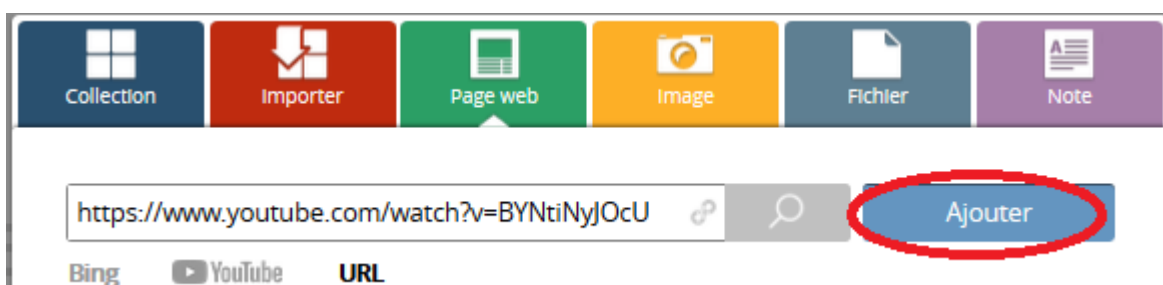 Collection Importer Page web Image Fichier Note
https://www.youtube.com/watch?v=BYNtiNyJOcU Ajouter
Bing YouTube URL